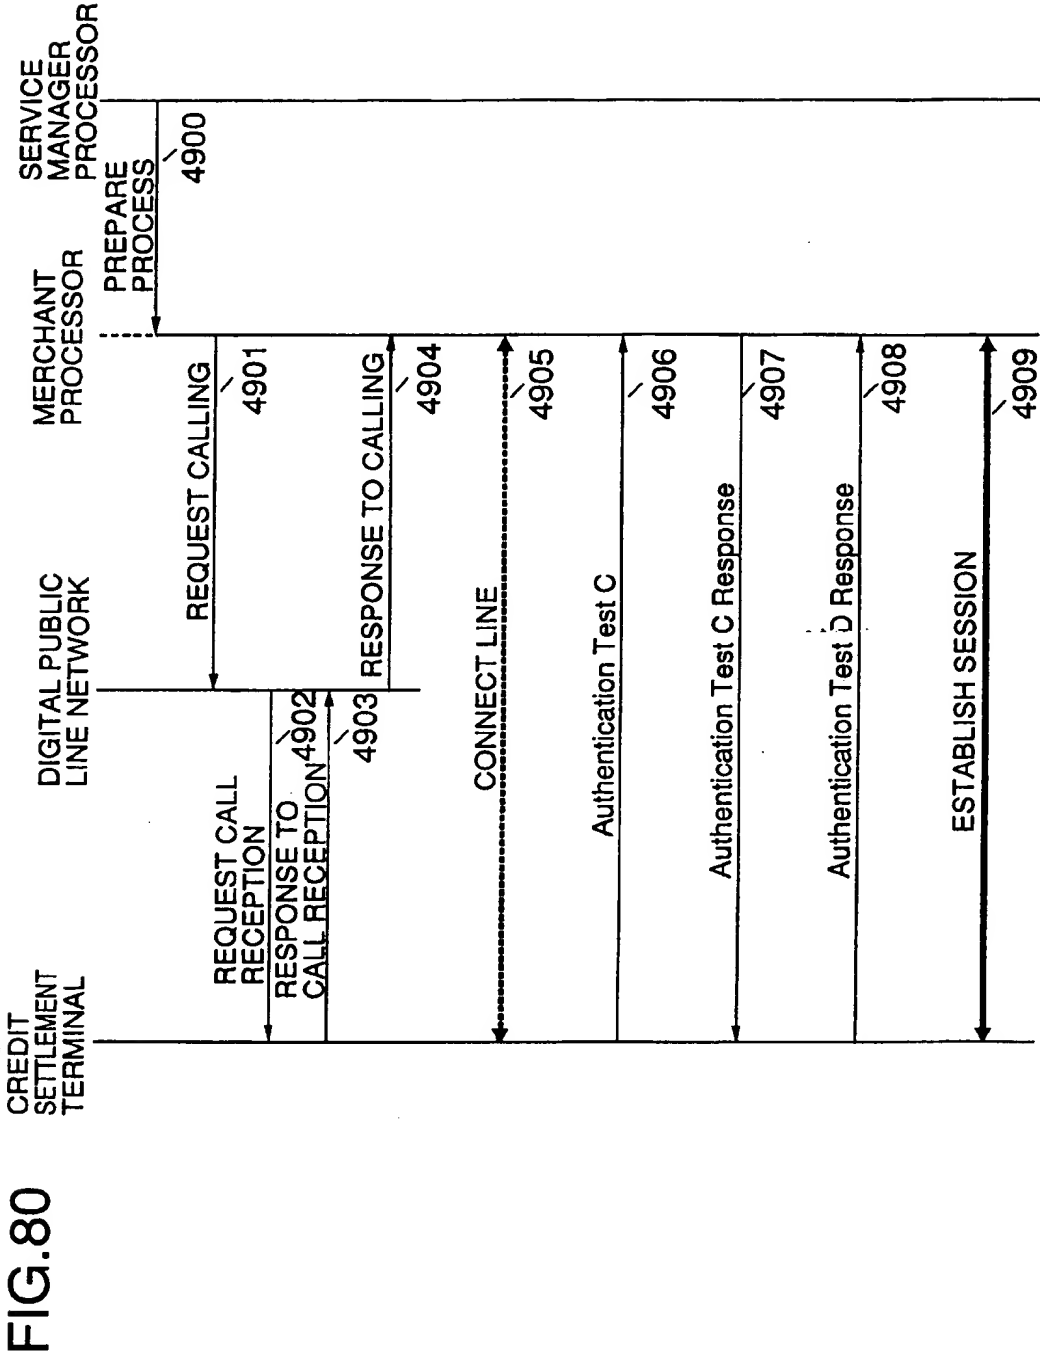 FIG.80
CREDIT
SETTLEMENT
TERMINAL
DIGITAL PUBLIC
LINE NETWORK
MERCHANT
PROCESSOR
SERVICE
MANAGER
PROCESSOR
PREPARE
PROCESS
4900
REQUEST CALLING
4901
REQUEST CALL
RECEPTION
4902
RESPONSE TO
CALL RECEPTION
4903
RESPONSE TO CALLING
4904
CONNECT LINE
4905
Authentication Test C
4906
Authentication Test C Response
4907
Authentication Test D Response
4908
ESTABLISH SESSION
4909